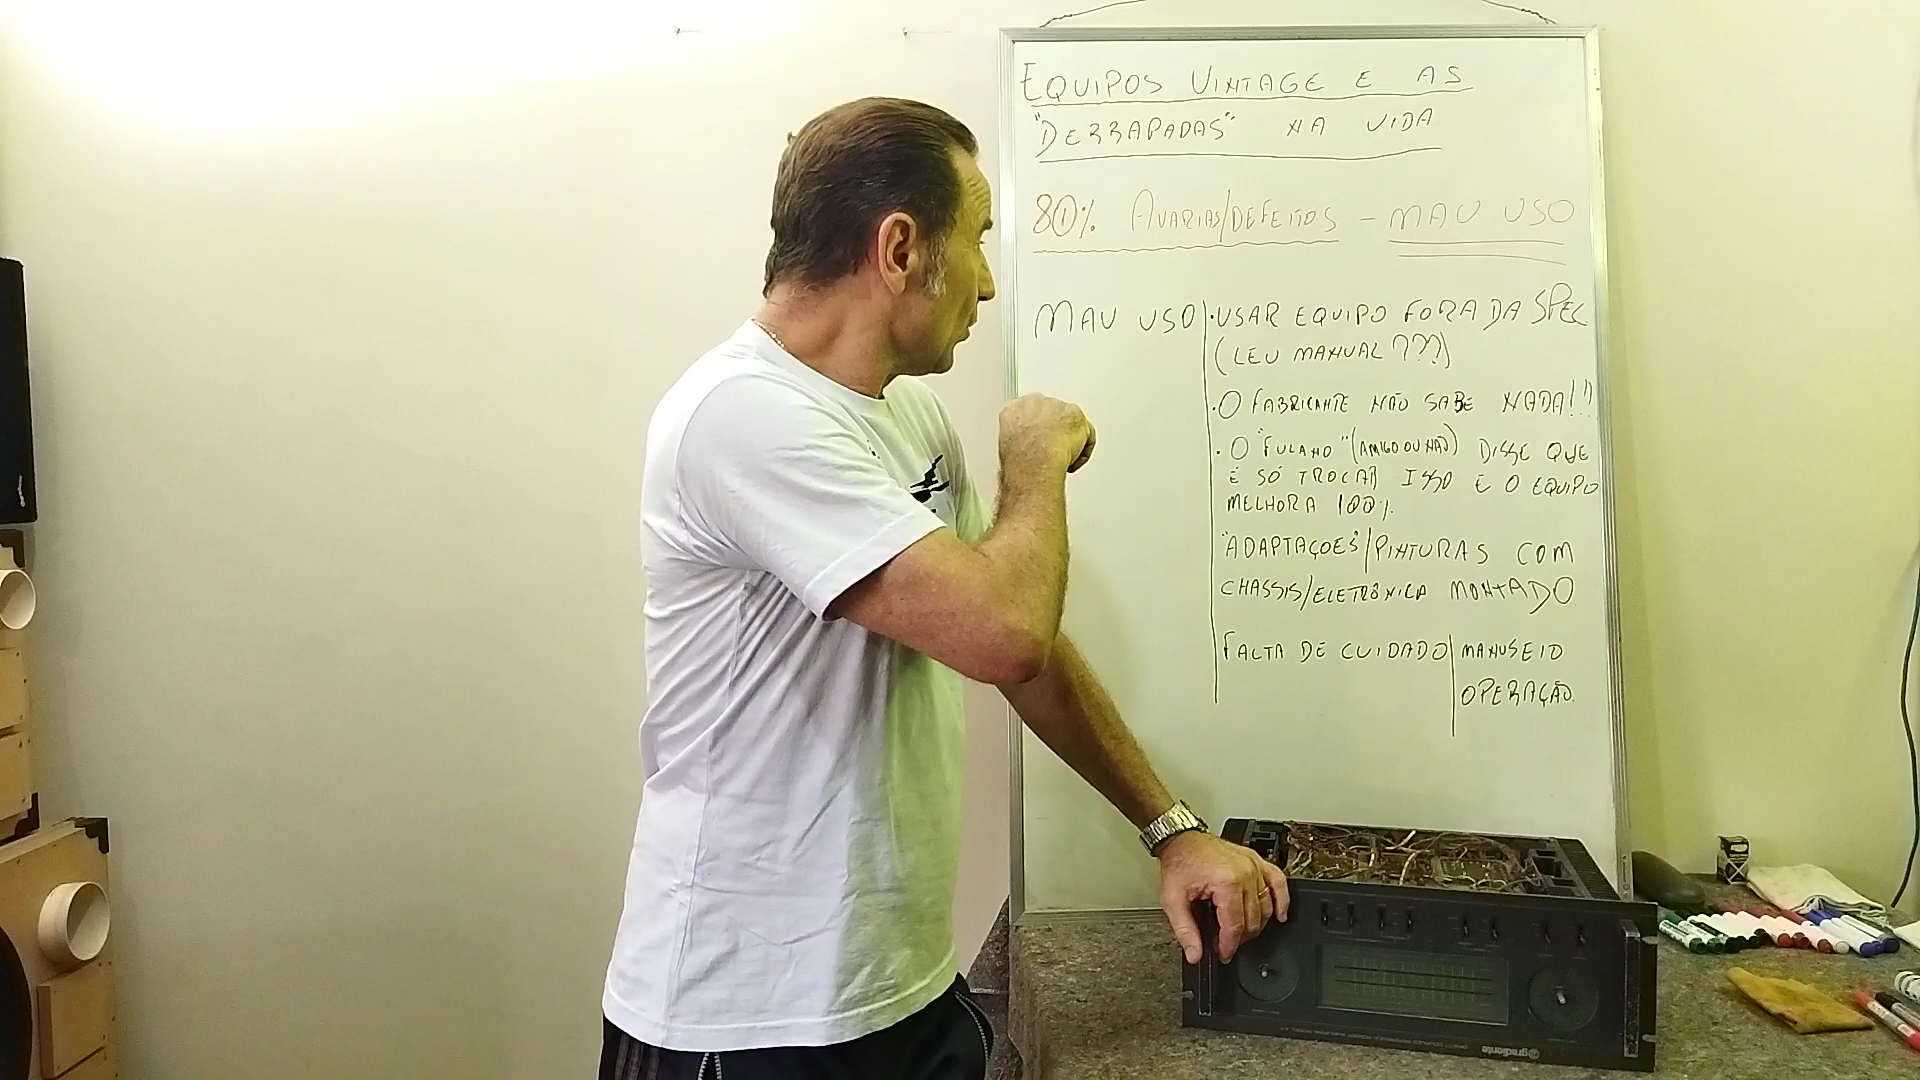 EQUIPOS VINTAGE E AS
"DERRAPADAS" NA VIDA
80% AVARIAS/DEFEITOS - MAU USO
MAU USO
• USAR EQUIPO FORA DA SPEC
(LEU MANUAL???)
• O FABRICANTE NÃO SABE NADA!!!
• O "FULANO" (AMIGO OU NÃO) DISSE QUE
É SÓ TROCAR ISSO E O EQUIPO
MELHORA 100%.
"ADAPTAÇOES"/PINTURAS COM
CHASSIS/ELETRÔNICA MONTADO
FALTA DE CUIDADO
MANUSEIO
OPERAÇÃO
gradiente